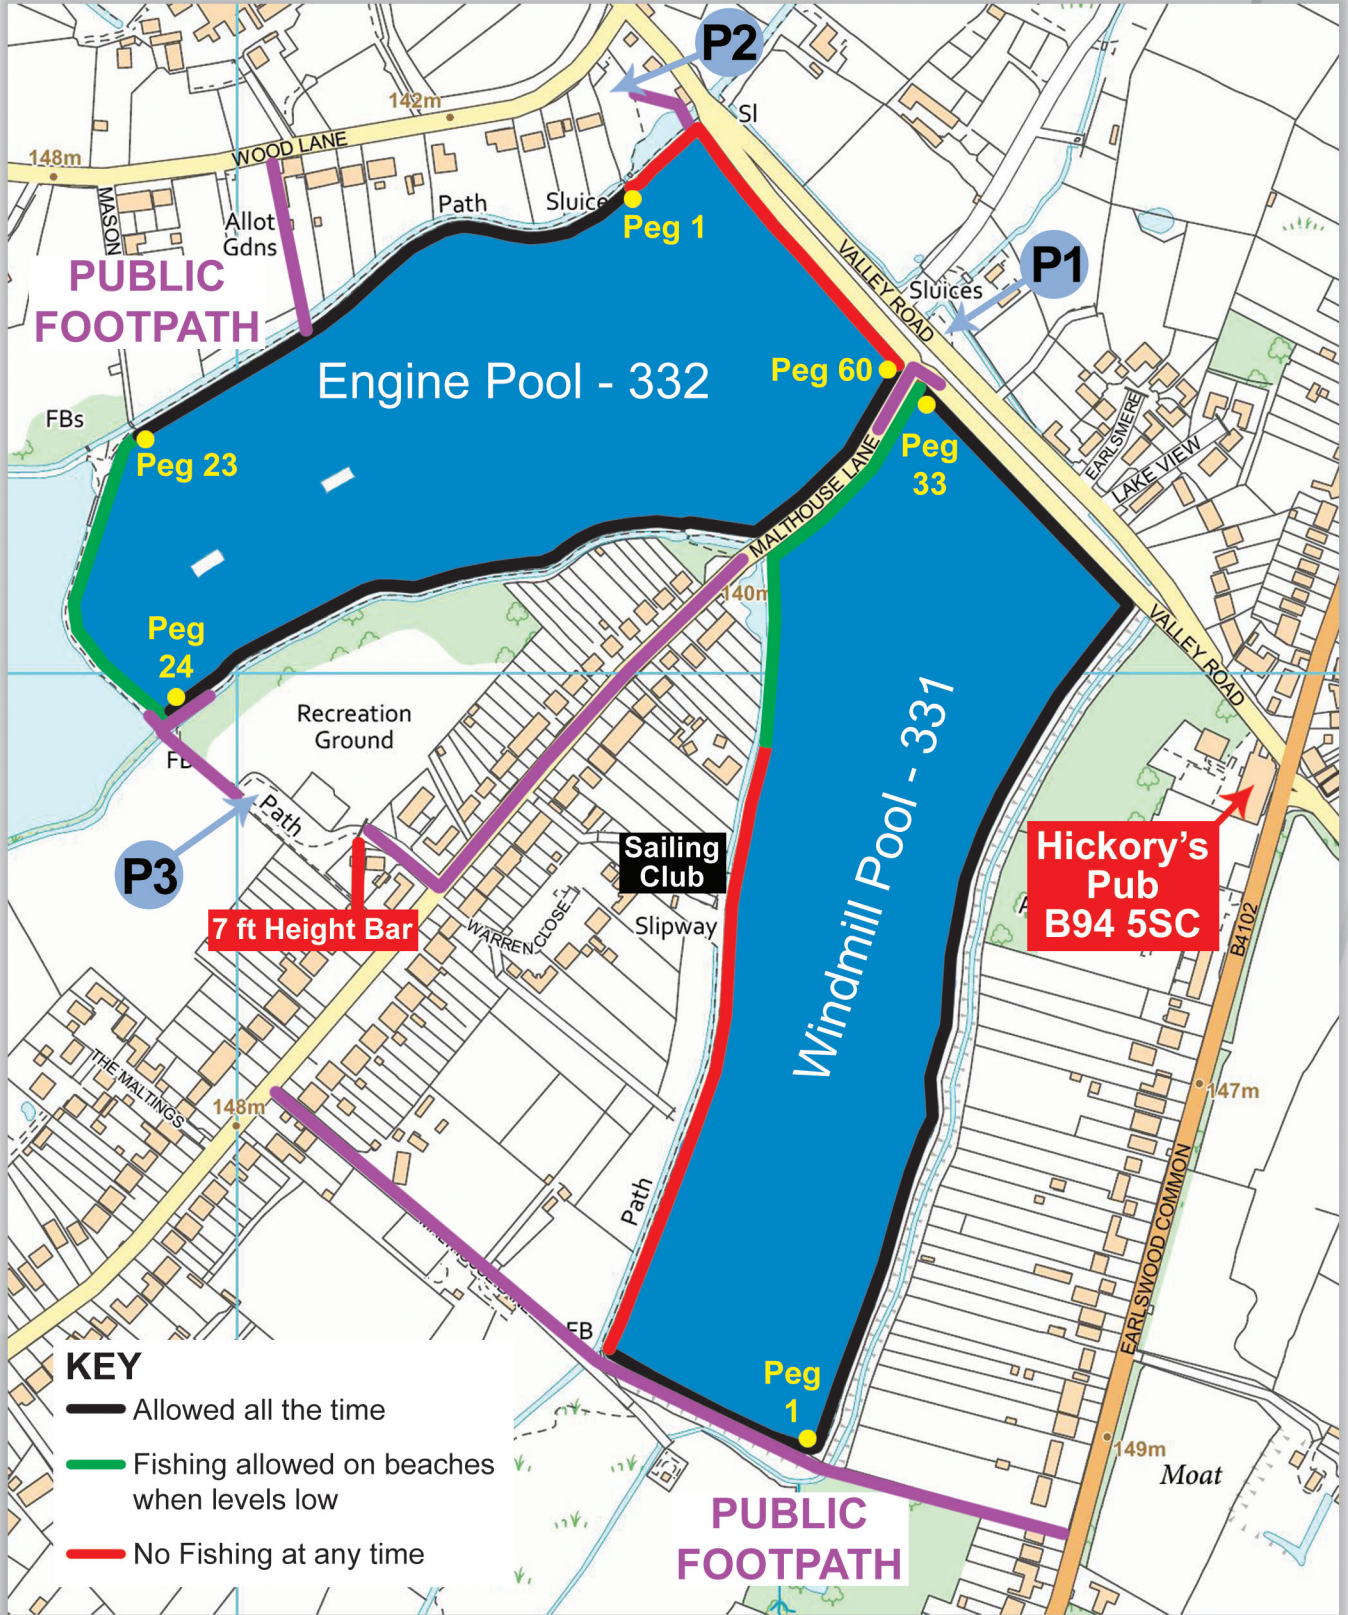 P2
142m
Sl
WOOD LANE
148m
MASON
Path
Sluice
Allot
Gdns
Peg 1
VALLEY ROAD
P1
Sluices
PUBLIC
FOOTPATH
Engine Pool - 332
Peg 60
EARLSMERE
LAKE VIEW
FBs
Peg 23
MALTHOUSE LANE
Peg
33
140m
Peg
24
VALLEY ROAD
Recreation
Ground
FB
Path
P3
Windmill Pool - 331
Sailing
Club
Slipway
Hickory's
Pub
B94 5SC
7 ft Height Bar
WARREN CLOSE
B4102
THE MALTINGS
148m
147m
Path
EARLSWOOD COMMON
FB
Peg
1
149m
Moat
PUBLIC
FOOTPATH
KEY
Allowed all the time
Fishing allowed on beaches
when levels low
No Fishing at any time